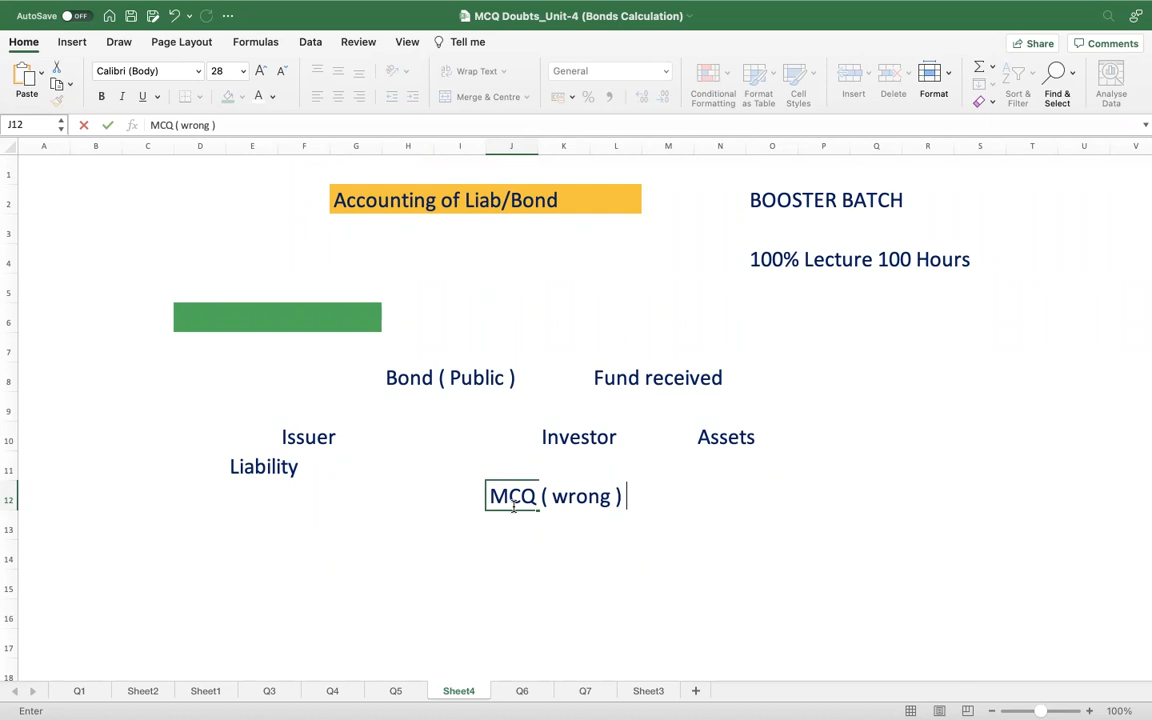 AutoSave OFF ... MCQ Doubts_Unit-4 (Bonds Calculation)
Home Insert Draw Page Layout Formulas Data Review View Tell me Share Comments
Paste Calibri (Body) 28 A A Wrap Text General Conditional Formatting Format as Table Cell Styles Insert Delete Format Sort & Filter Find & Select Analyse Data
B I U A Merge & Centre % ,
J12 fx MCQ ( wrong )
A B C D E F G H I J K L M N O P Q R S T U V
1
2 Accounting of Liab/Bond BOOSTER BATCH
3
4 100% Lecture 100 Hours
5
6
7
8 Bond ( Public ) Fund received
9
10 Issuer Investor Assets
11 Liability
12 MCQ ( wrong )
13
14
15
16
17
18
Q1 Sheet2 Sheet1 Q3 Q4 Q5 Sheet4 Q6 Q7 Sheet3 +
Enter 100%